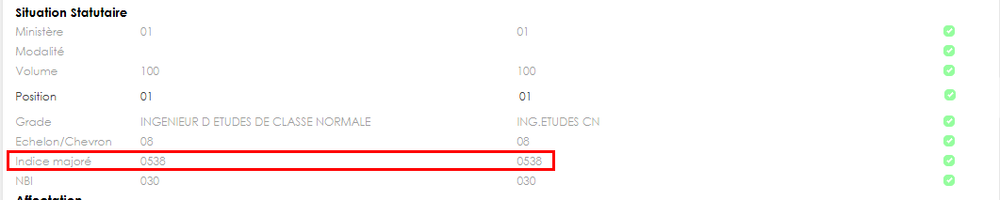 Situation Statutaire
Ministère 01 01
Modalité
Volume 100 100
Position 01 01
Grade INGENIEUR D ETUDES DE CLASSE NORMALE ING.ETUDES CN
Echelon/Chevron 08 08
Indice majoré 0538 0538
NBI 030 030
Affectation